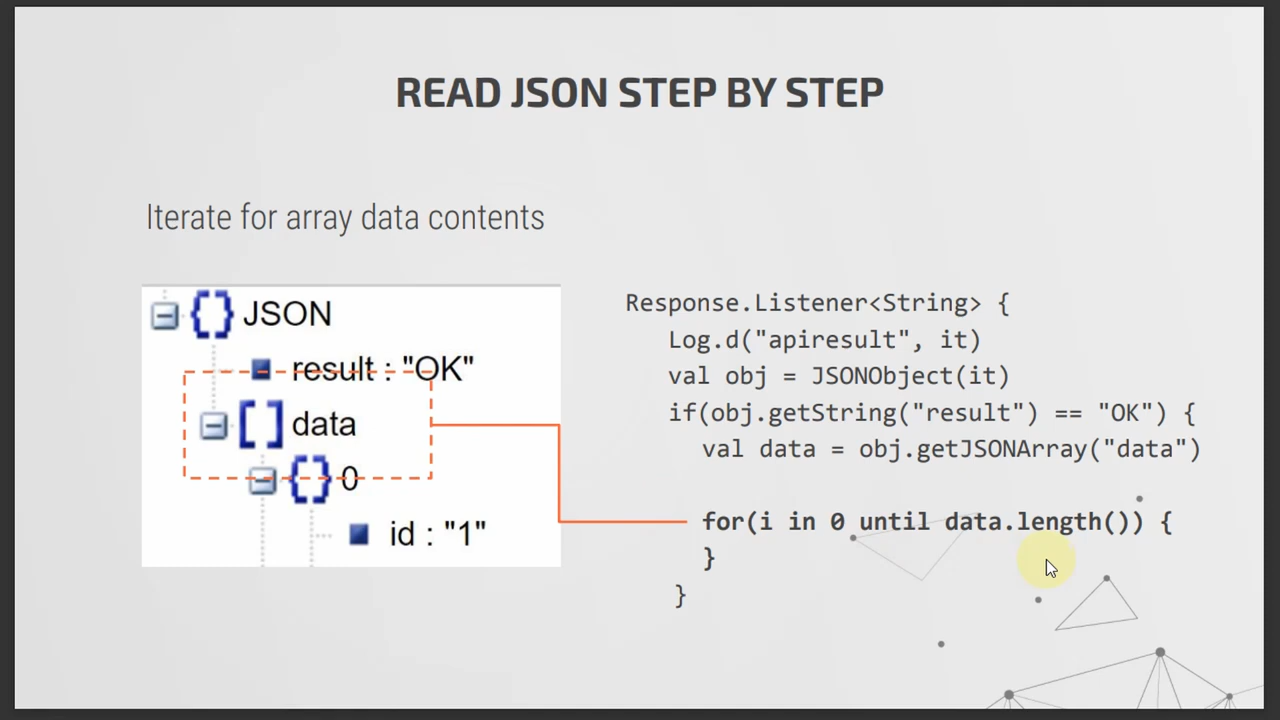 READ JSON STEP BY STEP
Iterate for array data contents
JSON
result : "OK"
data
0
id : "1"
Response.Listener<String> {
Log.d("apiresult", it)
val obj = JSONObject(it)
if(obj.getString("result") == "OK") {
val data = obj.getJSONArray("data")
for(i in 0 until data.length()) {
}
}